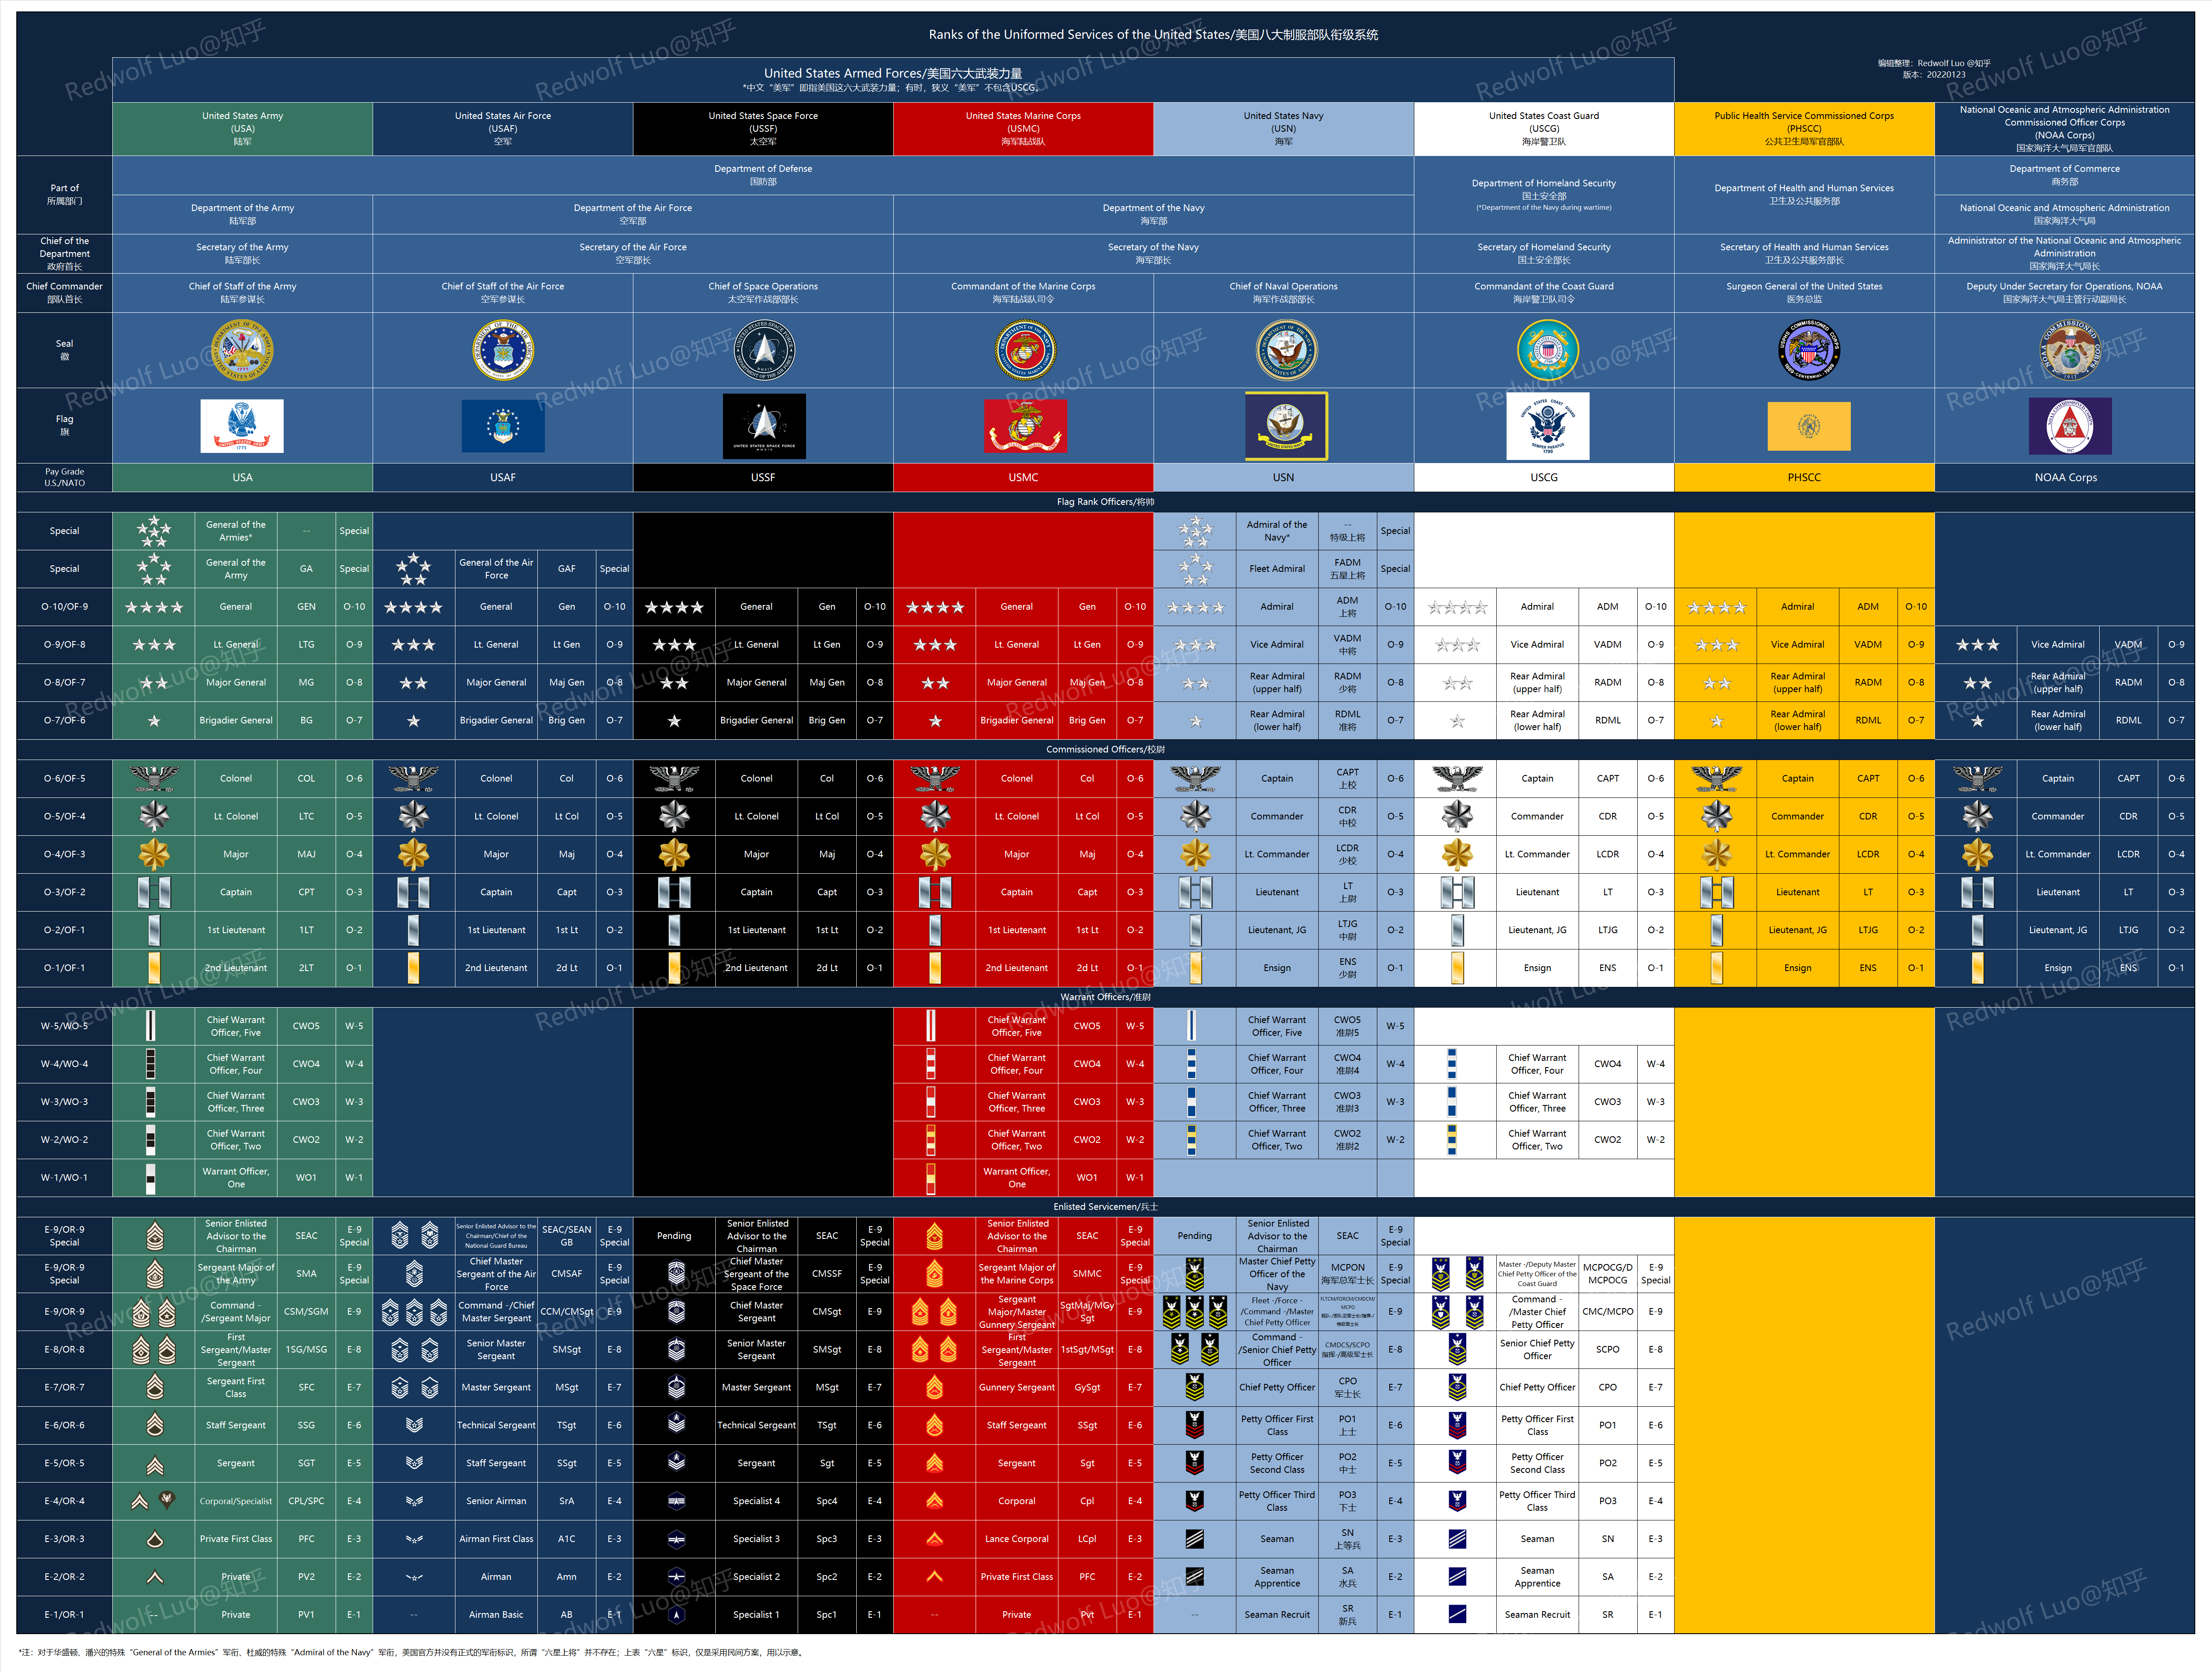 Ranks of the Uniformed Services of the United States/美国八大制服部队衔级系统
United States Armed Forces/美国六大武装力量
*中文“美军”即指美国这六大武装力量；有时，狭义“美军”不包含USCG。
编辑整理：Redwolf Luo @知乎
版本：20220123
United States Army (USA) 陆军
United States Air Force (USAF) 空军
United States Space Force (USSF) 太空军
United States Marine Corps (USMC) 海军陆战队
United States Navy (USN) 海军
United States Coast Guard (USCG) 海岸警卫队
Public Health Service Commissioned Corps (PHSCC) 公共卫生局军官部队
National Oceanic and Atmospheric Administration Commissioned Officer Corps (NOAA Corps) 国家海洋大气局军官部队
Part of 所属部门
Department of Defense 国防部
Department of the Army 陆军部
Department of the Air Force 空军部
Department of the Navy 海军部
Department of Homeland Security 国土安全部 (*Department of the Navy during wartime)
Department of Health and Human Services 卫生及公共服务部
Department of Commerce 商务部
National Oceanic and Atmospheric Administration 国家海洋大气局
Chief of the Department 政府首长
Secretary of the Army 陆军部长
Secretary of the Air Force 空军部长
Secretary of the Navy 海军部长
Secretary of Homeland Security 国土安全部长
Secretary of Health and Human Services 卫生及公共服务部长
Administrator of the National Oceanic and Atmospheric Administration 国家海洋大气局长
Chief Commander 部队首长
Chief of Staff of the Army 陆军参谋长
Chief of Staff of the Air Force 空军参谋长
Chief of Space Operations 太空军作战部部长
Commandant of the Marine Corps 海军陆战队司令
Chief of Naval Operations 海军作战部部长
Commandant of the Coast Guard 海岸警卫队司令
Surgeon General of the United States 医务总监
Deputy Under Secretary for Operations, NOAA 国家海洋大气局主管行动副局长
Seal 徽
Flag 旗
Pay Grade U.S./NATO USA USAF USSF USMC USN USCG PHSCC NOAA Corps
Flag Rank Officers/将帅
Special General of the Armies* -- Special Admiral of the Navy* -- 特级上将 Special
Special General of the Army GA Special General of the Air Force GAF Special Fleet Admiral FADM 五星上将 Special
O-10/OF-9 General GEN O-10 General Gen O-10 General Gen O-10 General Gen O-10 Admiral ADM 上将 O-10 Admiral ADM O-10 Admiral ADM O-10
O-9/OF-8 Lt. General LTG O-9 Lt. General Lt Gen O-9 Lt. General Lt Gen O-9 Lt. General Lt Gen O-9 Vice Admiral VADM 中将 O-9 Vice Admiral VADM O-9 Vice Admiral VADM O-9 Vice Admiral VADM O-9
O-8/OF-7 Major General MG O-8 Major General Maj Gen O-8 Major General Maj Gen O-8 Major General Maj Gen O-8 Rear Admiral (upper half) RADM 少将 O-8 Rear Admiral (upper half) RADM O-8 Rear Admiral (upper half) RADM O-8 Rear Admiral (upper half) RADM O-8
O-7/OF-6 Brigadier General BG O-7 Brigadier General Brig Gen O-7 Brigadier General Brig Gen O-7 Brigadier General Brig Gen O-7 Rear Admiral (lower half) RDML 准将 O-7 Rear Admiral (lower half) RDML O-7 Rear Admiral (lower half) RDML O-7 Rear Admiral (lower half) RDML O-7
Commissioned Officers/校尉
O-6/OF-5 Colonel COL O-6 Colonel Col O-6 Colonel Col O-6 Colonel Col O-6 Captain CAPT 上校 O-6 Captain CAPT O-6 Captain CAPT O-6 Captain CAPT O-6
O-5/OF-4 Lt. Colonel LTC O-5 Lt. Colonel Lt Col O-5 Lt. Colonel Lt Col O-5 Lt. Colonel Lt Col O-5 Commander CDR 中校 O-5 Commander CDR O-5 Commander CDR O-5 Commander CDR O-5
O-4/OF-3 Major MAJ O-4 Major Maj O-4 Major Maj O-4 Major Maj O-4 Lt. Commander LCDR 少校 O-4 Lt. Commander LCDR O-4 Lt. Commander LCDR O-4 Lt. Commander LCDR O-4
O-3/OF-2 Captain CPT O-3 Captain Capt O-3 Captain Capt O-3 Captain Capt O-3 Lieutenant LT 上尉 O-3 Lieutenant LT O-3 Lieutenant LT O-3 Lieutenant LT O-3
O-2/OF-1 1st Lieutenant 1LT O-2 1st Lieutenant 1st Lt O-2 1st Lieutenant 1st Lt O-2 1st Lieutenant 1st Lt O-2 Lieutenant, JG LTJG 中尉 O-2 Lieutenant, JG LTJG O-2 Lieutenant, JG LTJG O-2 Lieutenant, JG LTJG O-2
O-1/OF-1 2nd Lieutenant 2LT O-1 2nd Lieutenant 2d Lt O-1 2nd Lieutenant 2d Lt O-1 2nd Lieutenant 2d Lt O-1 Ensign ENS 少尉 O-1 Ensign ENS O-1 Ensign ENS O-1 Ensign ENS O-1
Warrant Officers/准尉
W-5/WO-5 Chief Warrant Officer, Five CWO5 W-5 Chief Warrant Officer, Five CWO5 W-5 Chief Warrant Officer, Five CWO5 准尉5 W-5
W-4/WO-4 Chief Warrant Officer, Four CWO4 W-4 Chief Warrant Officer, Four CWO4 W-4 Chief Warrant Officer, Four CWO4 准尉4 W-4 Chief Warrant Officer, Four CWO4 W-4
W-3/WO-3 Chief Warrant Officer, Three CWO3 W-3 Chief Warrant Officer, Three CWO3 W-3 Chief Warrant Officer, Three CWO3 准尉3 W-3 Chief Warrant Officer, Three CWO3 W-3
W-2/WO-2 Chief Warrant Officer, Two CWO2 W-2 Chief Warrant Officer, Two CWO2 W-2 Chief Warrant Officer, Two CWO2 准尉2 W-2 Chief Warrant Officer, Two CWO2 W-2
W-1/WO-1 Warrant Officer, One WO1 W-1 Warrant Officer, One WO1 W-1
Enlisted Servicemen/兵士
E-9/OR-9 Special Senior Enlisted Advisor to the Chairman SEAC E-9 Special Senior Enlisted Advisor to the Chairman/Chief of the National Guard Bureau SEAC/SEAN GB E-9 Special Pending Senior Enlisted Advisor to the Chairman SEAC E-9 Special Senior Enlisted Advisor to the Chairman SEAC E-9 Special Pending Senior Enlisted Advisor to the Chairman SEAC E-9 Special
E-9/OR-9 Special Sergeant Major of the Army SMA E-9 Special Chief Master Sergeant of the Air Force CMSAF E-9 Special Chief Master Sergeant of the Space Force CMSSF E-9 Special Sergeant Major of the Marine Corps SMMC E-9 Special Master Chief Petty Officer of the Navy MCPON 海军总军士长 E-9 Special Master -/Deputy Master Chief Petty Officer of the Coast Guard MCPOCG/D MCPOCG E-9 Special
E-9/OR-9 Command -/Sergeant Major CSM/SGM E-9 Command -/Chief Master Sergeant CCM/CMSgt E-9 Chief Master Sergeant CMSgt E-9 Sergeant Major/Master Gunnery Sergeant SgtMaj/MGy Sgt E-9 Fleet -/Force -/Command -/Master Chief Petty Officer FLTCM/FORCM/CMDCM/MCPO E-9 Command -/Master Chief Petty Officer CMC/MCPO E-9
E-8/OR-8 First Sergeant/Master Sergeant 1SG/MSG E-8 Senior Master Sergeant SMSgt E-8 Senior Master Sergeant SMSgt E-8 First Sergeant/Master Sergeant 1stSgt/MSgt E-8 Command -/Senior Chief Petty Officer CMDCS/SCPO 指挥-/高级军士长 E-8 Senior Chief Petty Officer SCPO E-8
E-7/OR-7 Sergeant First Class SFC E-7 Master Sergeant MSgt E-7 Master Sergeant MSgt E-7 Gunnery Sergeant GySgt E-7 Chief Petty Officer CPO 军士长 E-7 Chief Petty Officer CPO E-7
E-6/OR-6 Staff Sergeant SSG E-6 Technical Sergeant TSgt E-6 Technical Sergeant TSgt E-6 Staff Sergeant SSgt E-6 Petty Officer First Class PO1 上士 E-6 Petty Officer First Class PO1 E-6
E-5/OR-5 Sergeant SGT E-5 Staff Sergeant SSgt E-5 Sergeant Sgt E-5 Sergeant Sgt E-5 Petty Officer Second Class PO2 中士 E-5 Petty Officer Second Class PO2 E-5
E-4/OR-4 Corporal/Specialist CPL/SPC E-4 Senior Airman SrA E-4 Specialist 4 Spc4 E-4 Corporal Cpl E-4 Petty Officer Third Class PO3 下士 E-4 Petty Officer Third Class PO3 E-4
E-3/OR-3 Private First Class PFC E-3 Airman First Class A1C E-3 Specialist 3 Spc3 E-3 Lance Corporal LCpl E-3 Seaman SN 上等兵 E-3 Seaman SN E-3
E-2/OR-2 Private PV2 E-2 Airman Amn E-2 Specialist 2 Spc2 E-2 Private First Class PFC E-2 Seaman Apprentice SA 水兵 E-2 Seaman Apprentice SA E-2
E-1/OR-1 -- Private PV1 E-1 -- Airman Basic AB E-1 Specialist 1 Spc1 E-1 -- Private Pvt E-1 -- Seaman Recruit SR 新兵 E-1 Seaman Recruit SR E-1
*注：对于华盛顿、潘兴的特殊“General of the Armies”军衔、杜威的特殊“Admiral of the Navy”军衔，美国官方并没有正式的军衔标识，所谓“六星上将”并不存在；上表“六星”标识，仅是采用民间方案，用以示意。
Redwolf Luo@知乎